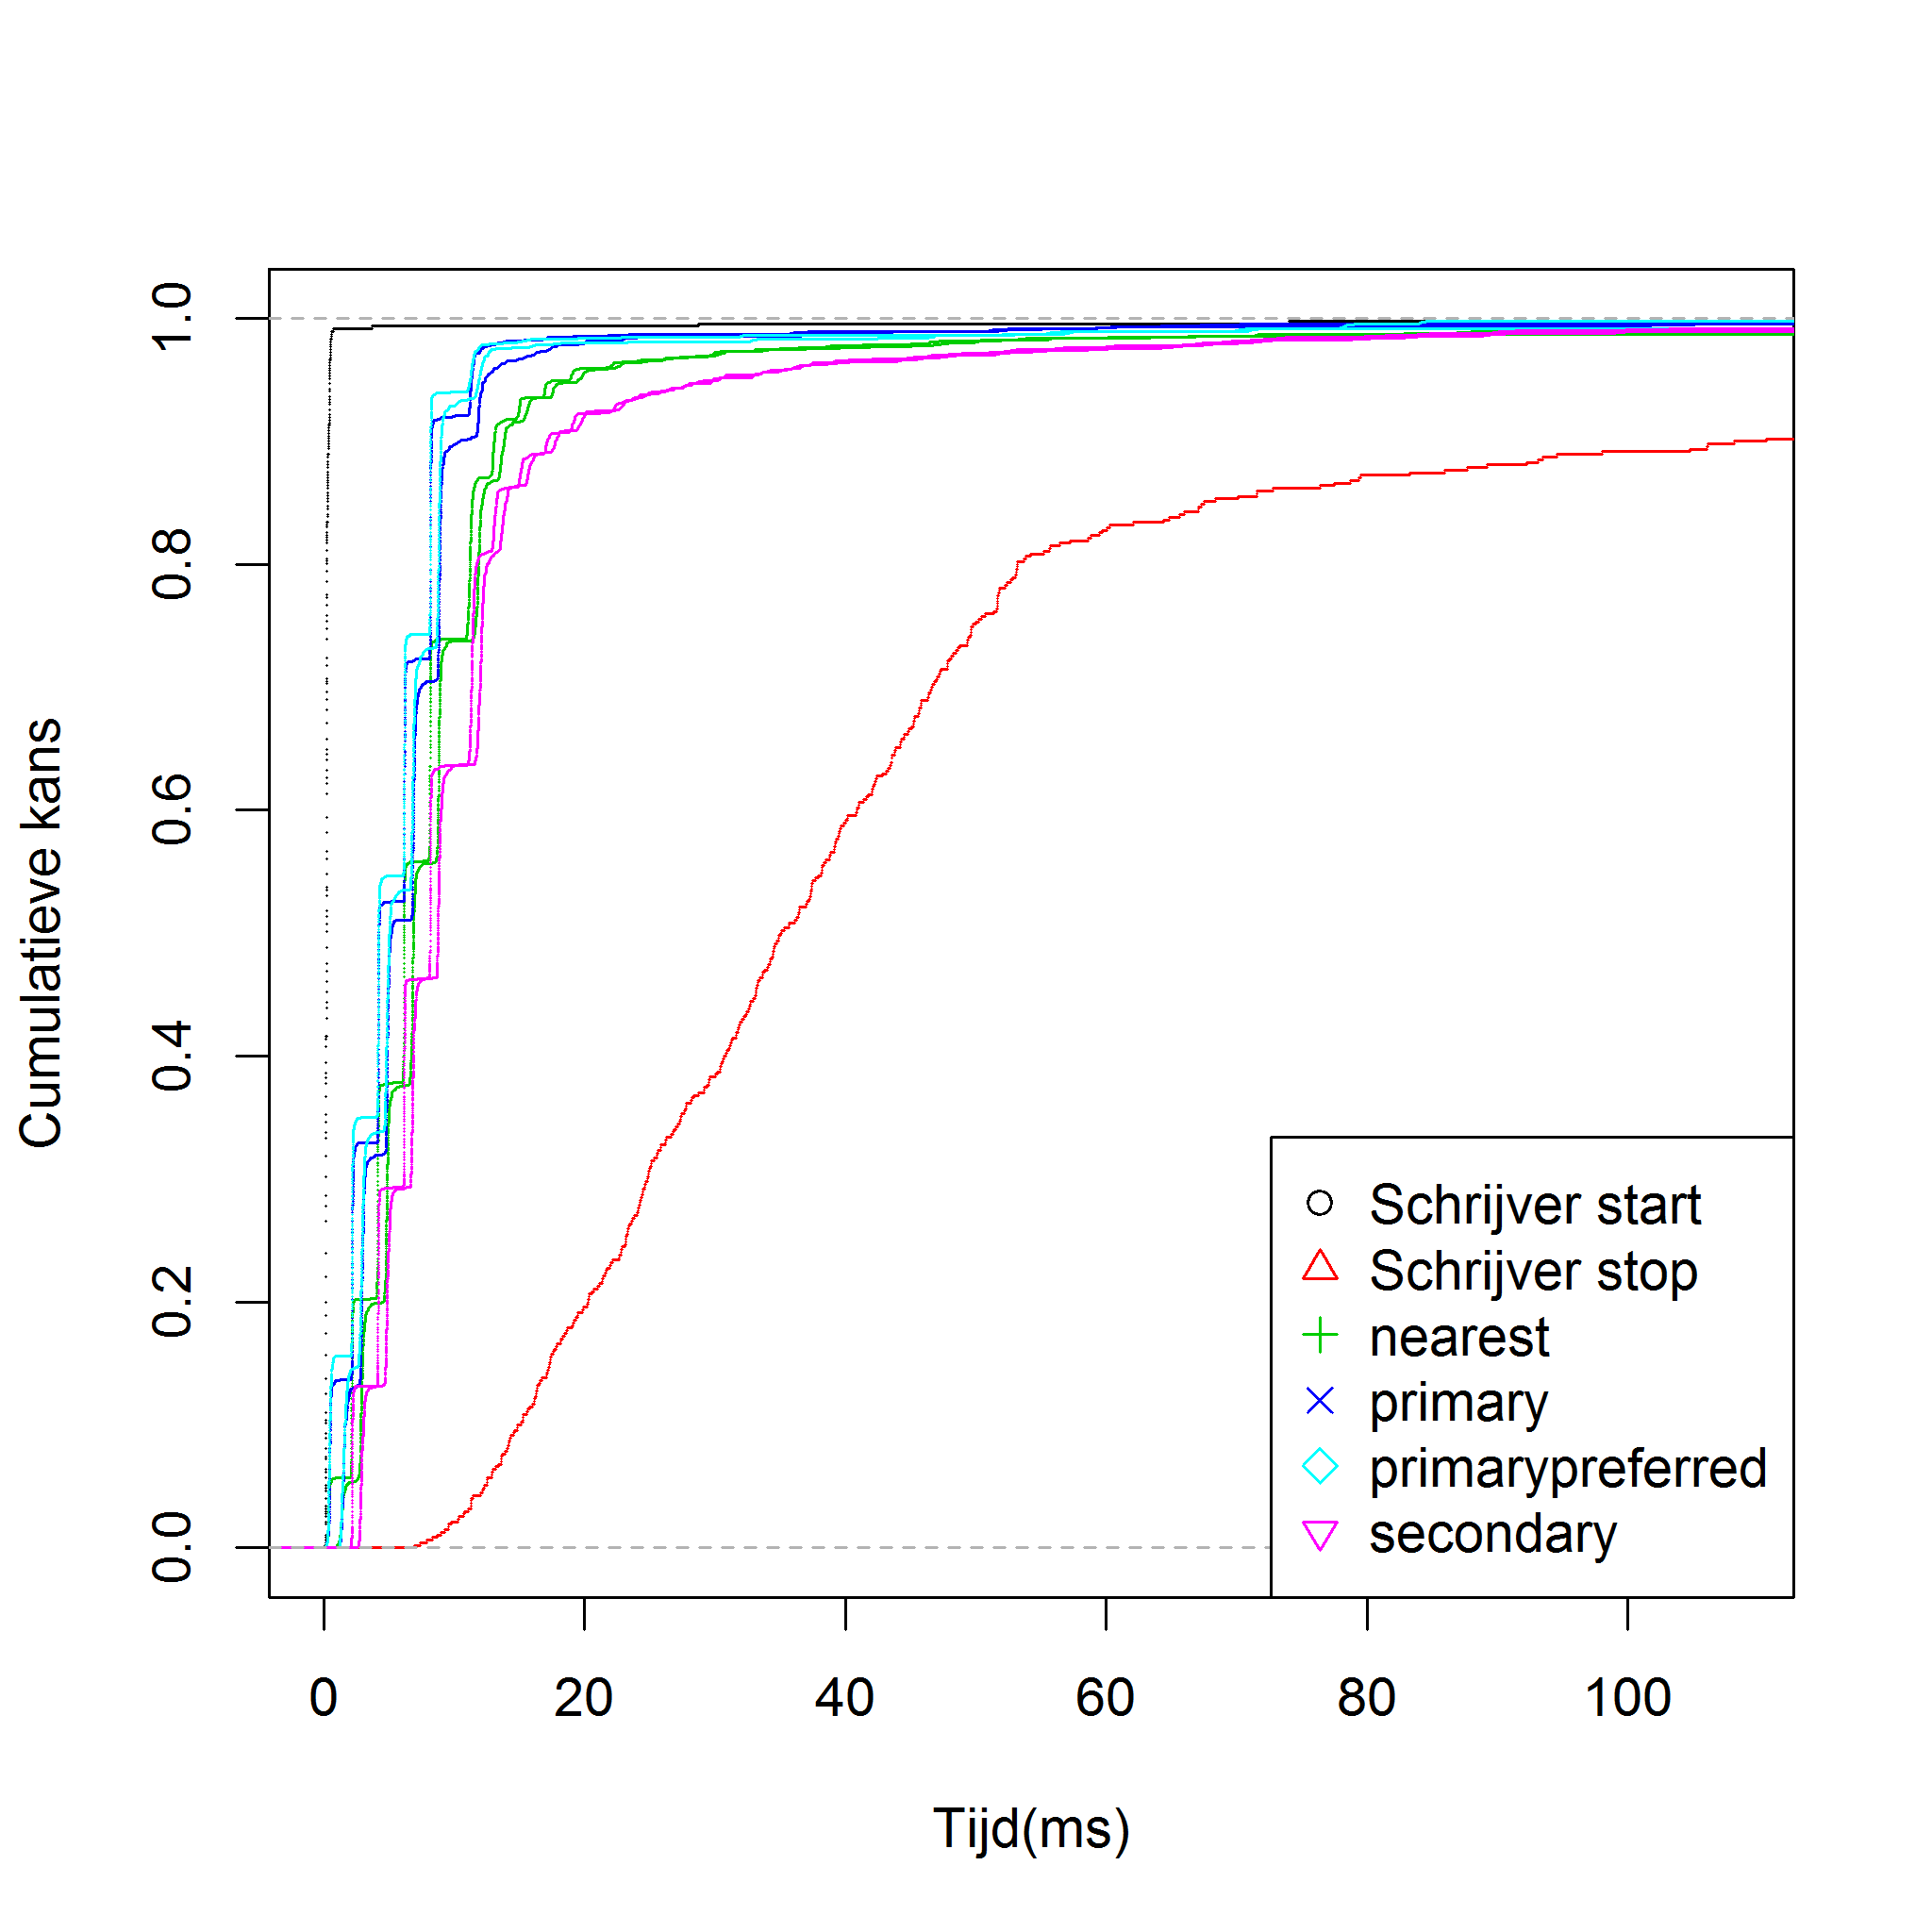 Cumulatieve kans
1.0
0.8
0.6
0.4
0.2
0.0
0 20 40 60 80 100
Tijd(ms)
Schrijver start
Schrijver stop
nearest
primary
primarypreferred
secondary